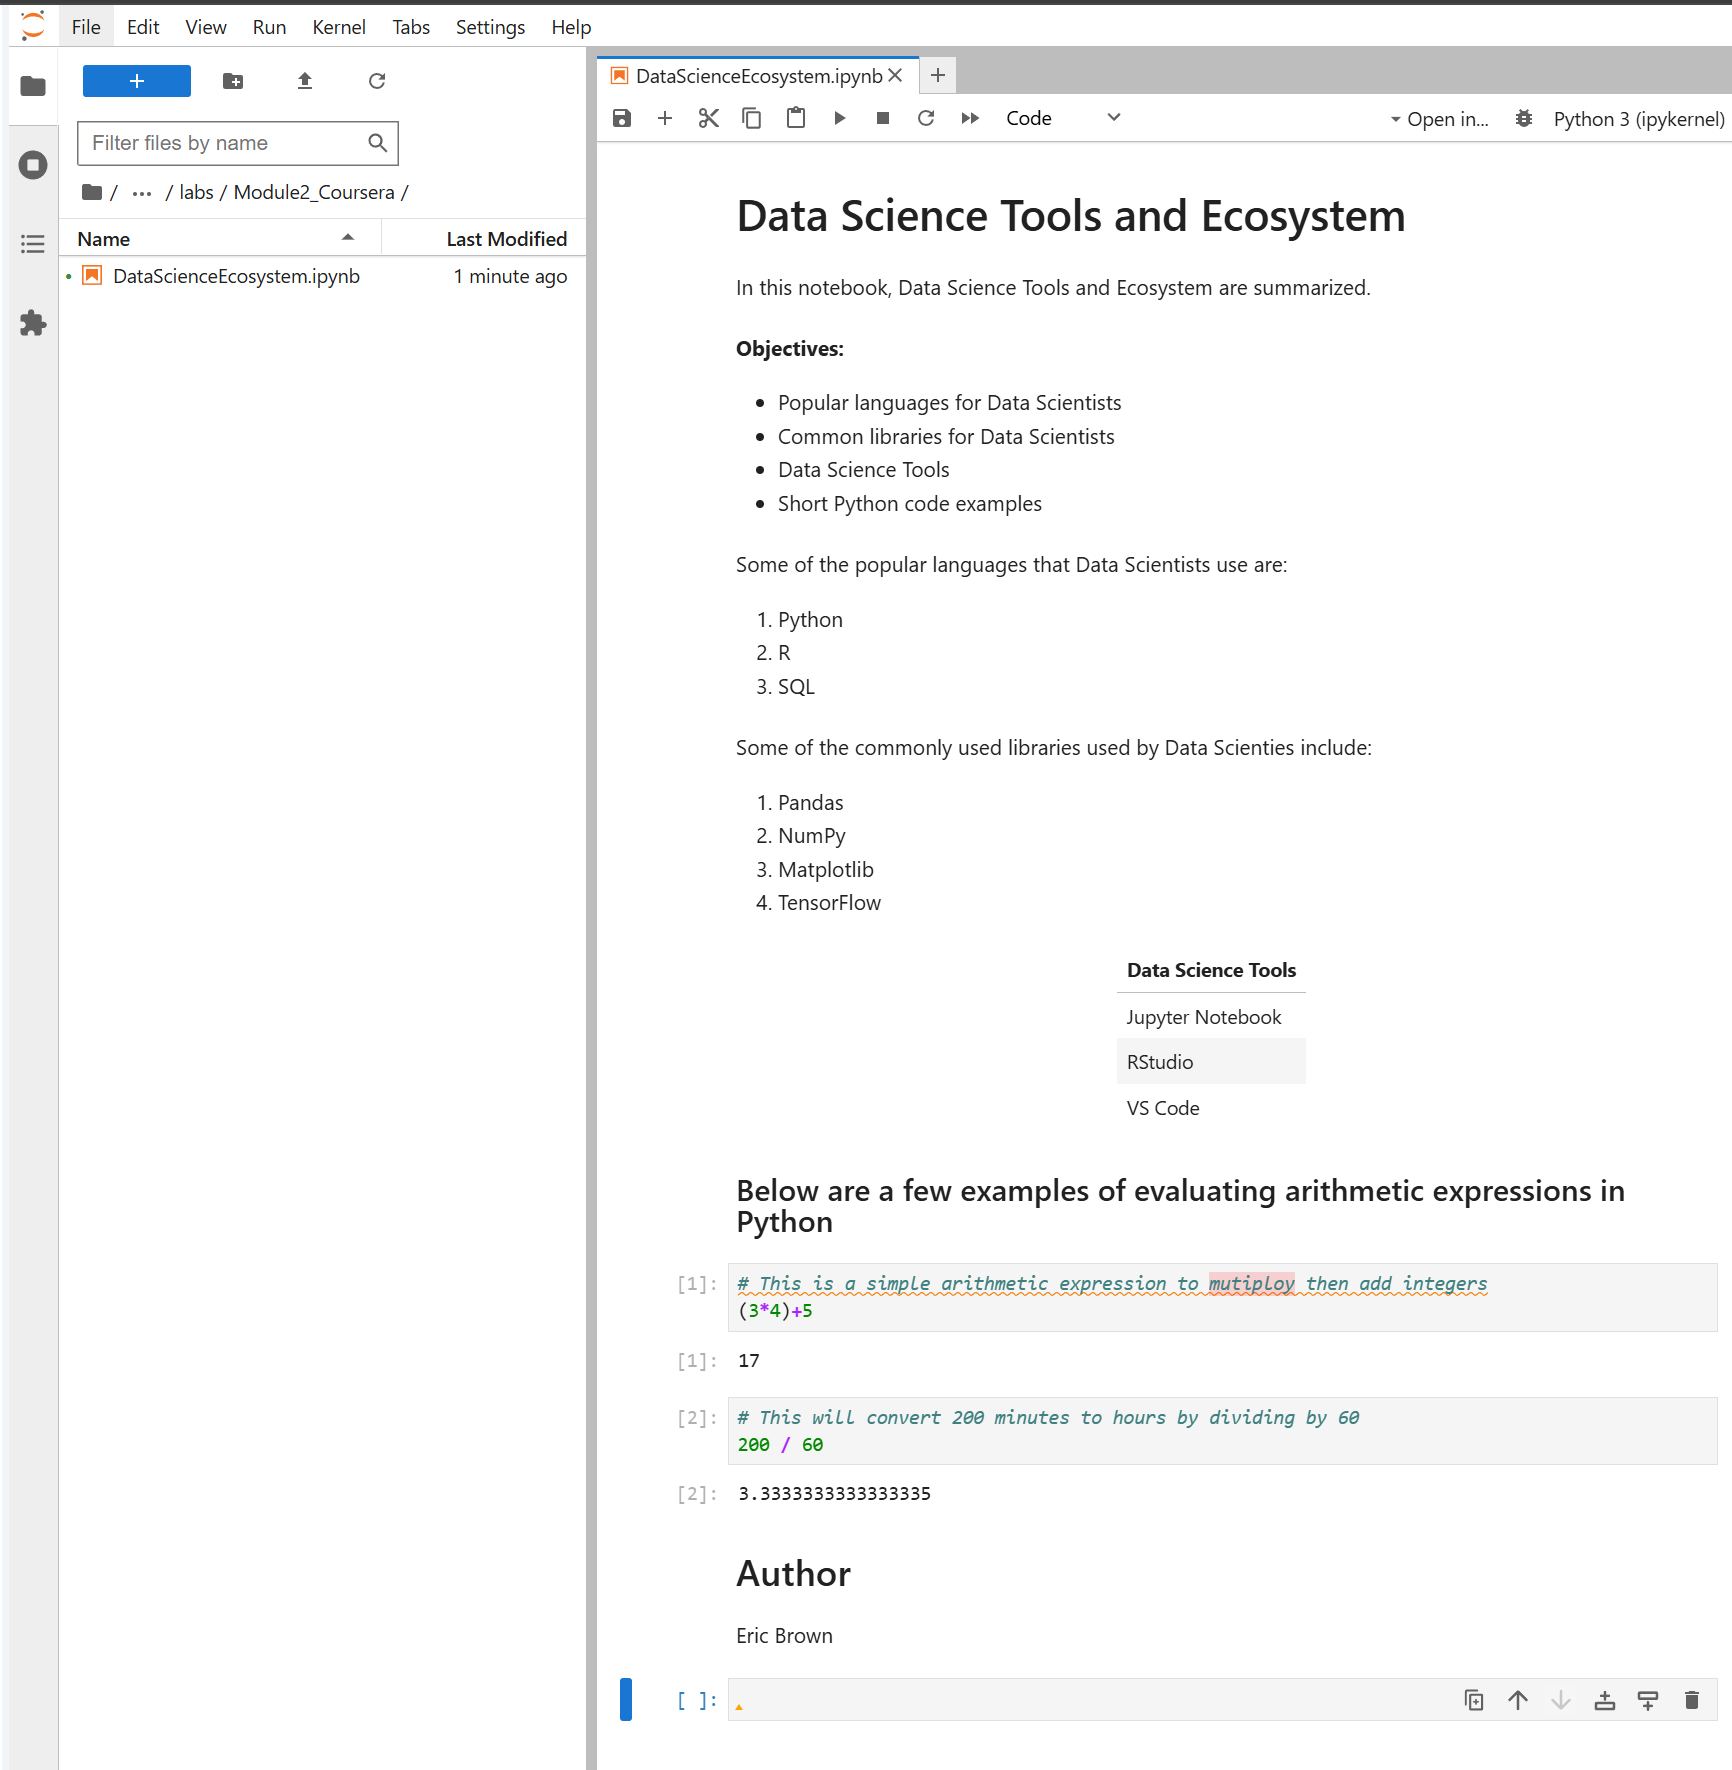 File Edit View Run Kernel Tabs Settings Help
+
Filter files by name
/ ··· / labs / Module2_Coursera /
Name Last Modified
DataScienceEcosystem.ipynb 1 minute ago
DataScienceEcosystem.ipynb
Code Open in... Python 3 (ipykernel)
Data Science Tools and Ecosystem
In this notebook, Data Science Tools and Ecosystem are summarized.
Objectives:
• Popular languages for Data Scientists
• Common libraries for Data Scientists
• Data Science Tools
• Short Python code examples
Some of the popular languages that Data Scientists use are:
1. Python
2. R
3. SQL
Some of the commonly used libraries used by Data Scienties include:
1. Pandas
2. NumPy
3. Matplotlib
4. TensorFlow
Data Science Tools
Jupyter Notebook
RStudio
VS Code
Below are a few examples of evaluating arithmetic expressions in
Python
[1]: # This is a simple arithmetic expression to mutiploy then add integers
(3*4)+5
[1]: 17
[2]: # This will convert 200 minutes to hours by dividing by 60
200 / 60
[2]: 3.3333333333333335
Author
Eric Brown
[ ]: